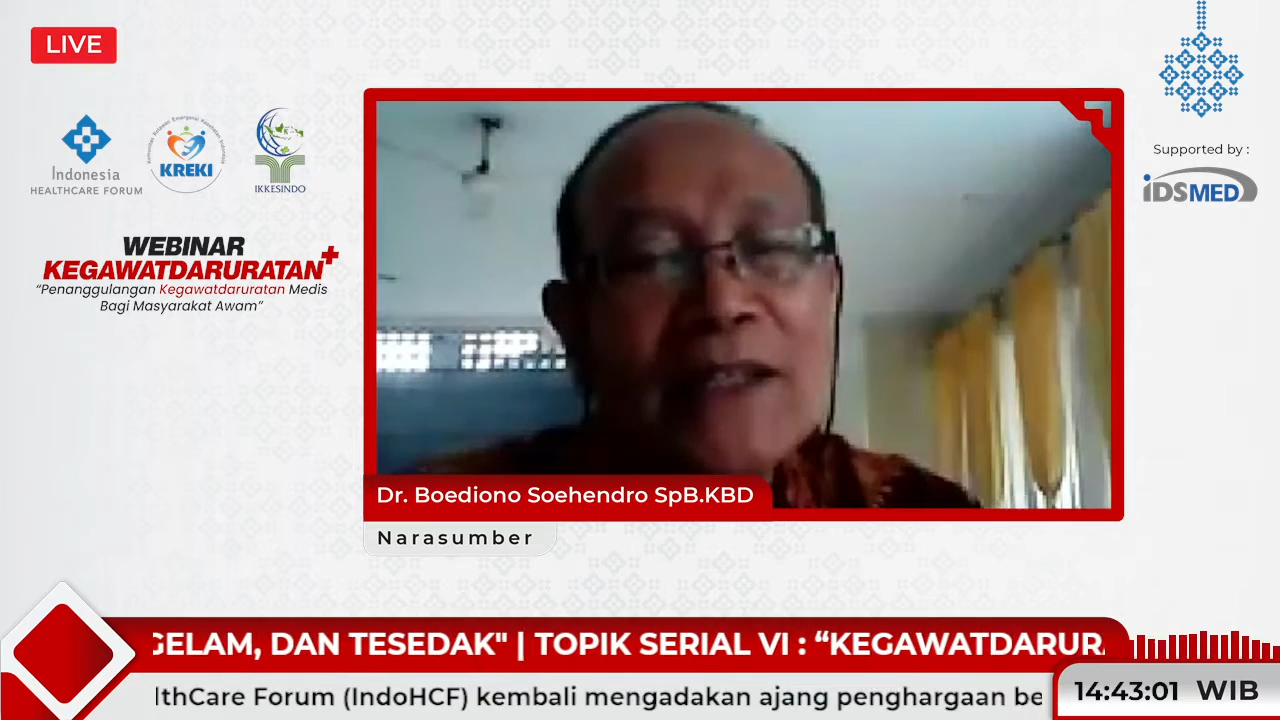 LIVE
Indonesia
HEALTHCARE FORUM
KREKI
IKKESINDO
WEBINAR
KEGAWATDARURATAN
“Penanggulangan Kegawatdaruratan Medis
Bagi Masyarakat Awam”
Supported by :
iDSMED
Dr. Boediono Soehendro SpB.KBD
Narasumber
GELAM, DAN TESEDAK" | TOPIK SERIAL VI : “KEGAWATDARURA
lthCare Forum (IndoHCF) kembali mengadakan ajang penghargaan be
14:43:01 WIB